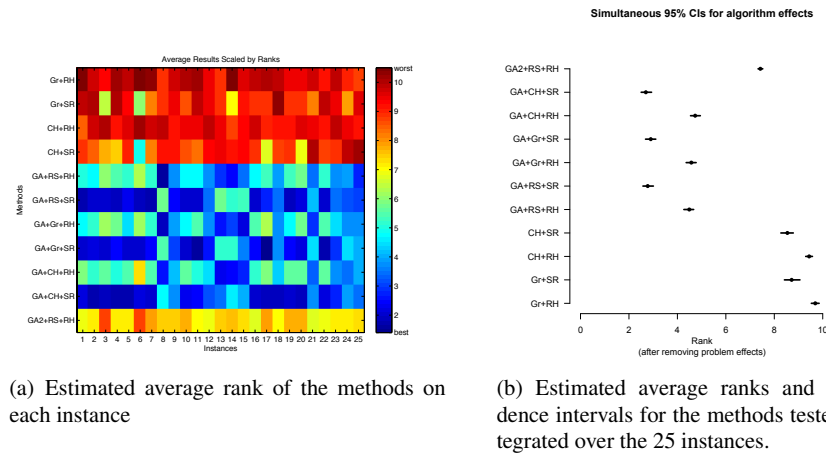 Simultaneous 95% CIs for algorithm effects
Average Results Scaled by Ranks
worst
10
9
8
7
6
5
4
3
2
best
Methods
Gr+RH
Gr+SR
CH+RH
CH+SR
GA+RS+RH
GA+RS+SR
GA+Gr+RH
GA+Gr+SR
GA+CH+RH
GA+CH+SR
GA2+RS+RH
1 2 3 4 5 6 7 8 9 10 11 12 13 14 15 16 17 18 19 20 21 22 23 24 25
Instances
GA2+RS+RH
GA+CH+SR
GA+CH+RH
GA+Gr+SR
GA+Gr+RH
GA+RS+SR
GA+RS+RH
CH+SR
CH+RH
Gr+SR
Gr+RH
0 2 4 6 8 10
Rank
(after removing problem effects)
(a) Estimated average rank of the methods on
each instance
(b) Estimated average ranks and
dence intervals for the methods teste
tegrated over the 25 instances.